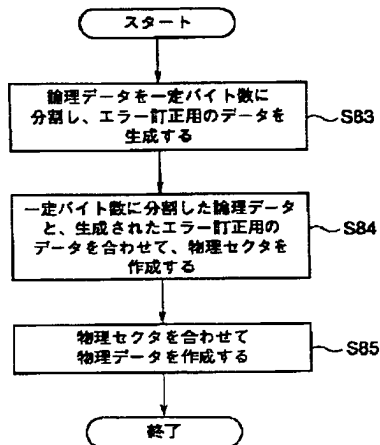 スタート
論理データを一定バイト数に
分割し、エラー訂正用のデータを
生成する
S83
一定バイト数に分割した論理データ
と、生成されたエラー訂正用の
データを合わせて、物理セクタを
作成する
S84
物理セクタを合わせて
物理データを作成する
S85
終了